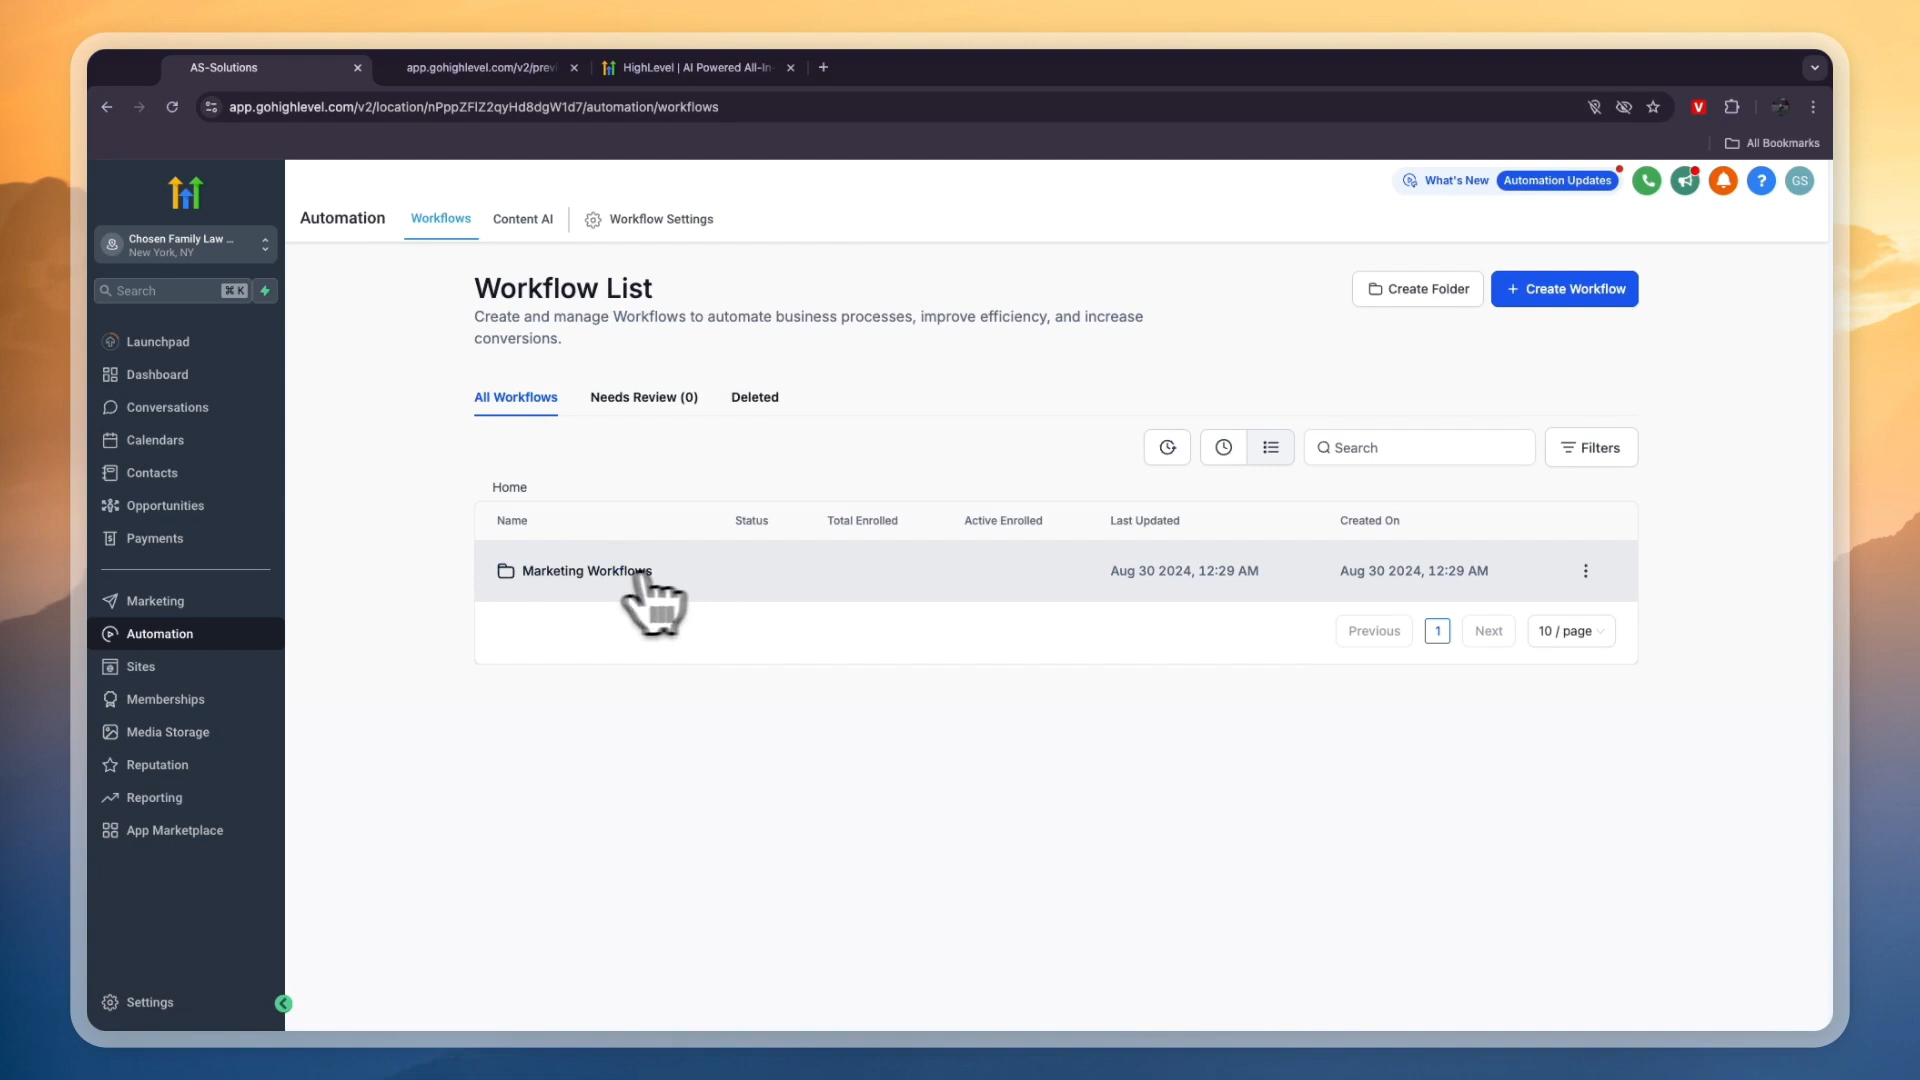 AS-Solutions
app.gohighlevel.com/v2/previ
HighLevel | AI Powered All-In-
app.gohighlevel.com/v2/location/nPppZFlZ2qyHd8dgW1d7/automation/workflows
V
All Bookmarks
Chosen Family Law ...
New York, NY
Search
⌘ K
Launchpad
Dashboard
Conversations
Calendars
Contacts
Opportunities
Payments
Marketing
Automation
Sites
Memberships
Media Storage
Reputation
Reporting
App Marketplace
Settings
What's New
Automation Updates
?
GS
Automation
Workflows
Content AI
Workflow Settings
Workflow List
Create and manage Workflows to automate business processes, improve efficiency, and increase
conversions.
Create Folder
+ Create Workflow
All Workflows
Needs Review (0)
Deleted
Search
Filters
Home
Name
Status
Total Enrolled
Active Enrolled
Last Updated
Created On
Marketing Workflows
Aug 30 2024, 12:29 AM
Aug 30 2024, 12:29 AM
Previous
1
Next
10 / page